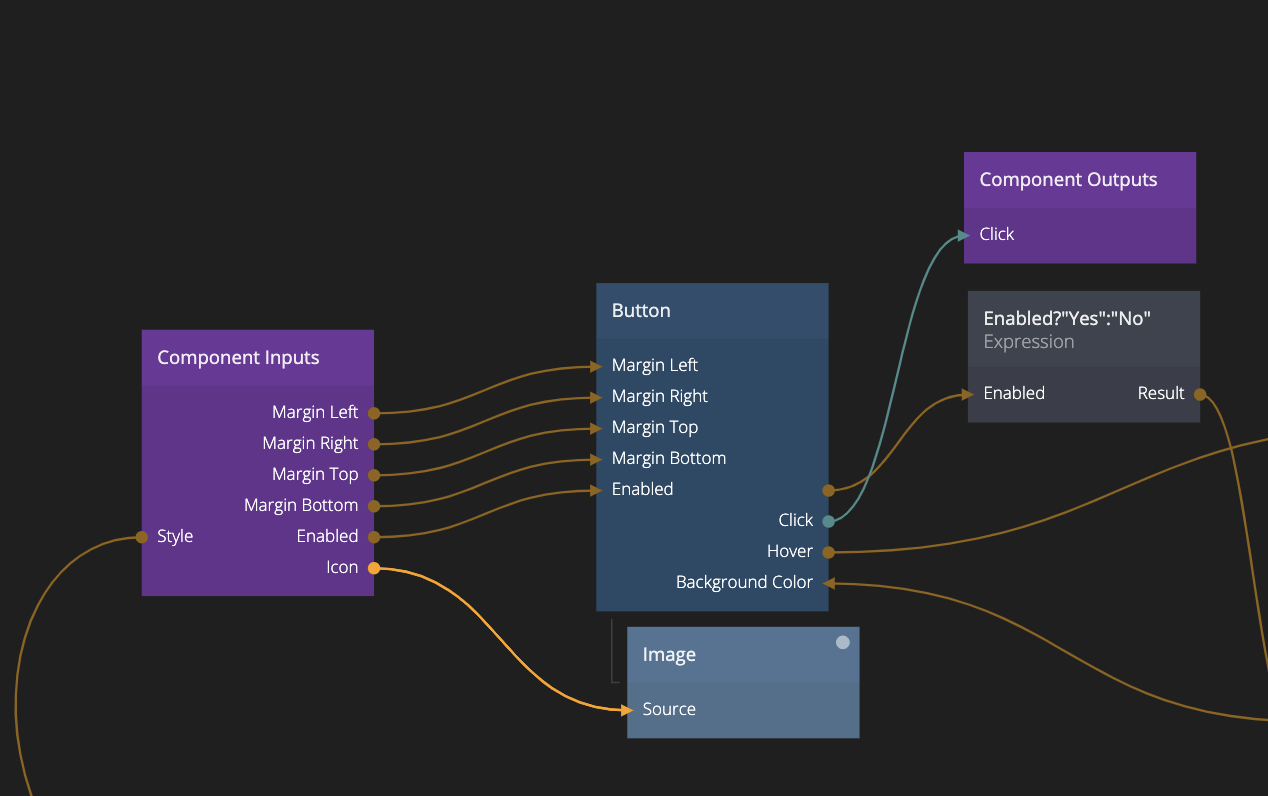 Component Inputs
Margin Left
Margin Right
Margin Top
Margin Bottom
Style Enabled
Icon
Button
Margin Left
Margin Right
Margin Top
Margin Bottom
Enabled
Click
Hover
Background Color
Image
Source
Component Outputs
Click
Enabled?"Yes":"No"
Expression
Enabled Result